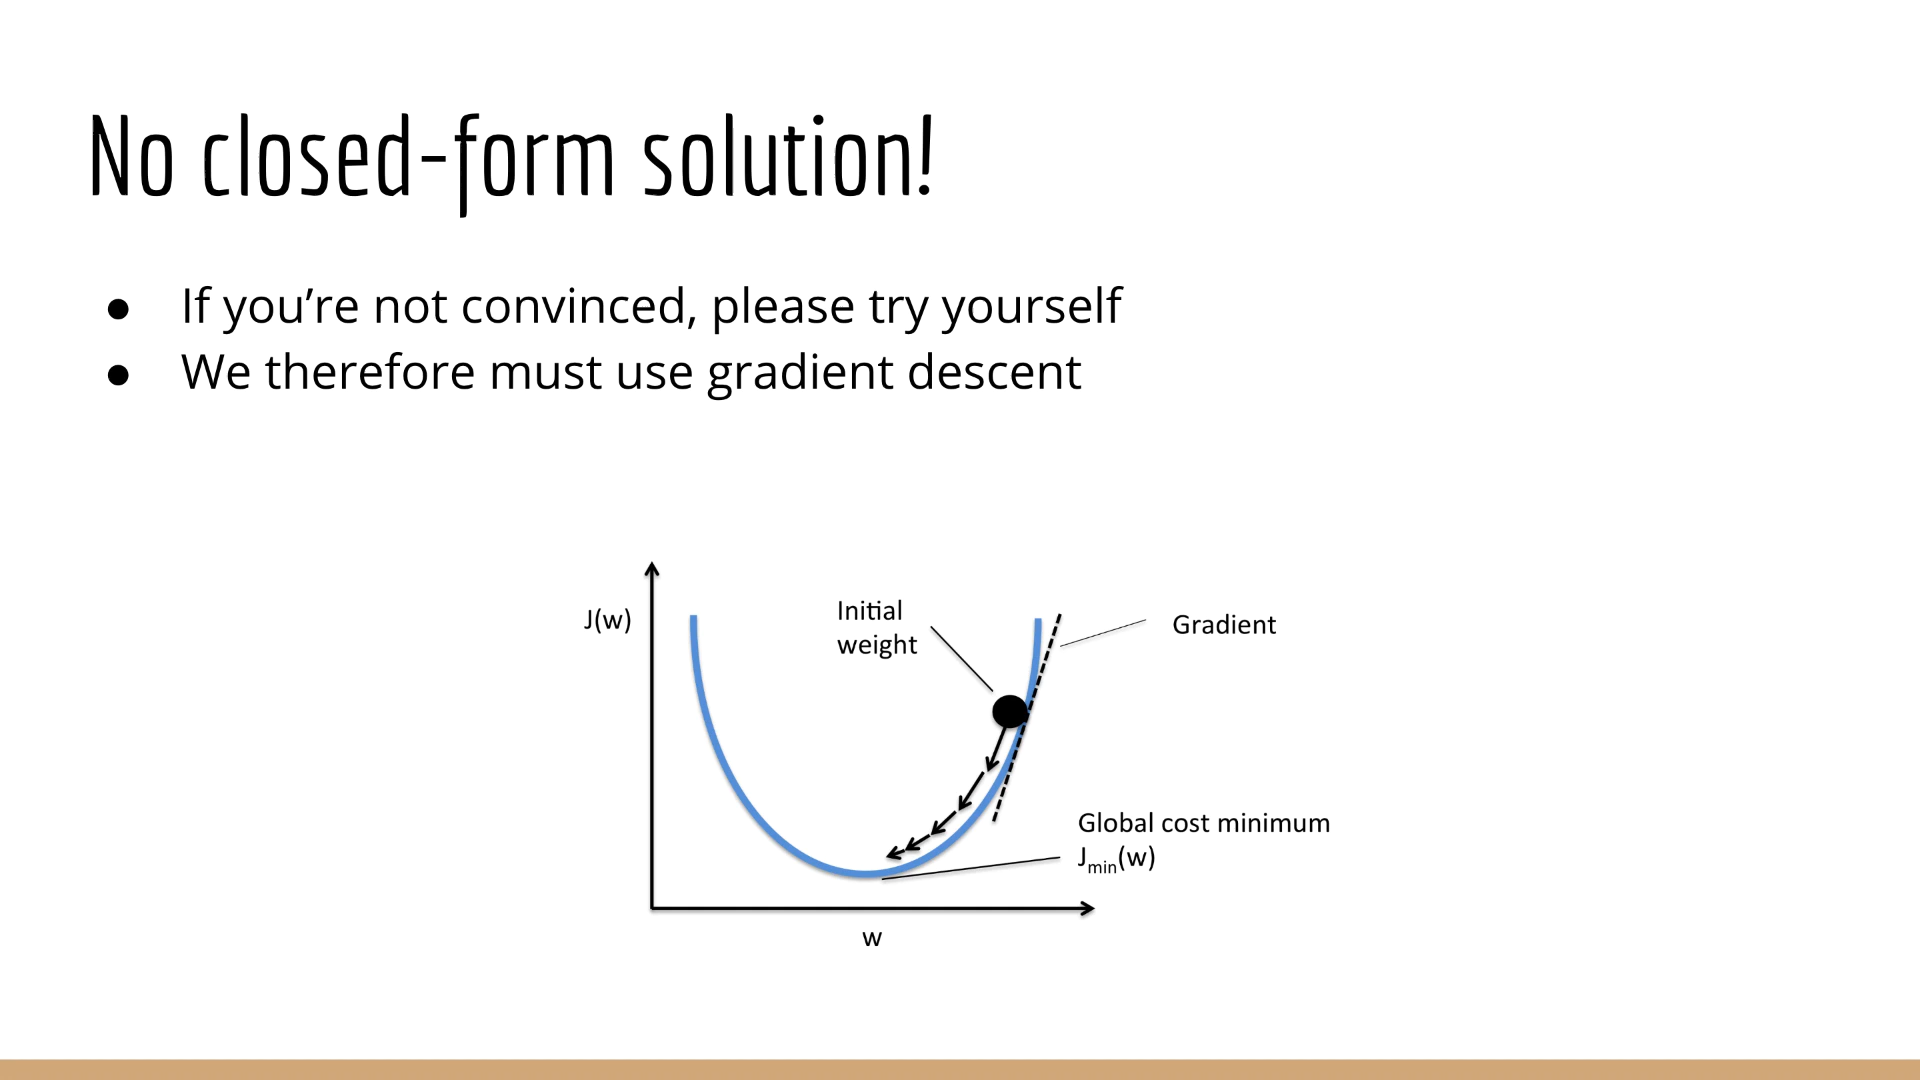 No closed-form solution!
● If you’re not convinced, please try yourself
● We therefore must use gradient descent
J(w)
Initial
weight
Gradient
Global cost minimum
Jmin(w)
w